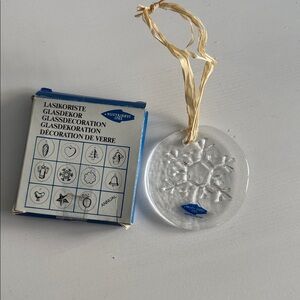 LASIKORISTE
GLASDEKOR
GLASSDECORATION
GLASDEKORATION
DÉCORATION DE VERRE